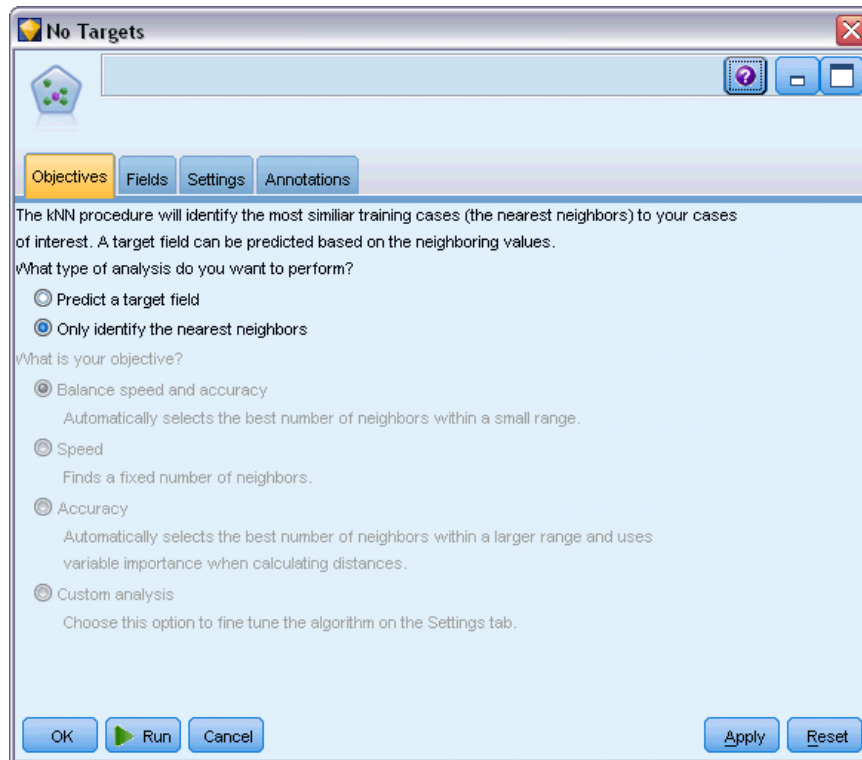 No Targets
Objectives Fields Settings Annotations
The kNN procedure will identify the most similiar training cases (the nearest neighbors) to your cases
of interest. A target field can be predicted based on the neighboring values.
What type of analysis do you want to perform?
Predict a target field
Only identify the nearest neighbors
What is your objective?
Balance speed and accuracy
Automatically selects the best number of neighbors within a small range.
Speed
Finds a fixed number of neighbors.
Accuracy
Automatically selects the best number of neighbors within a larger range and uses
variable importance when calculating distances.
Custom analysis
Choose this option to fine tune the algorithm on the Settings tab.
OK Run Cancel Apply Reset